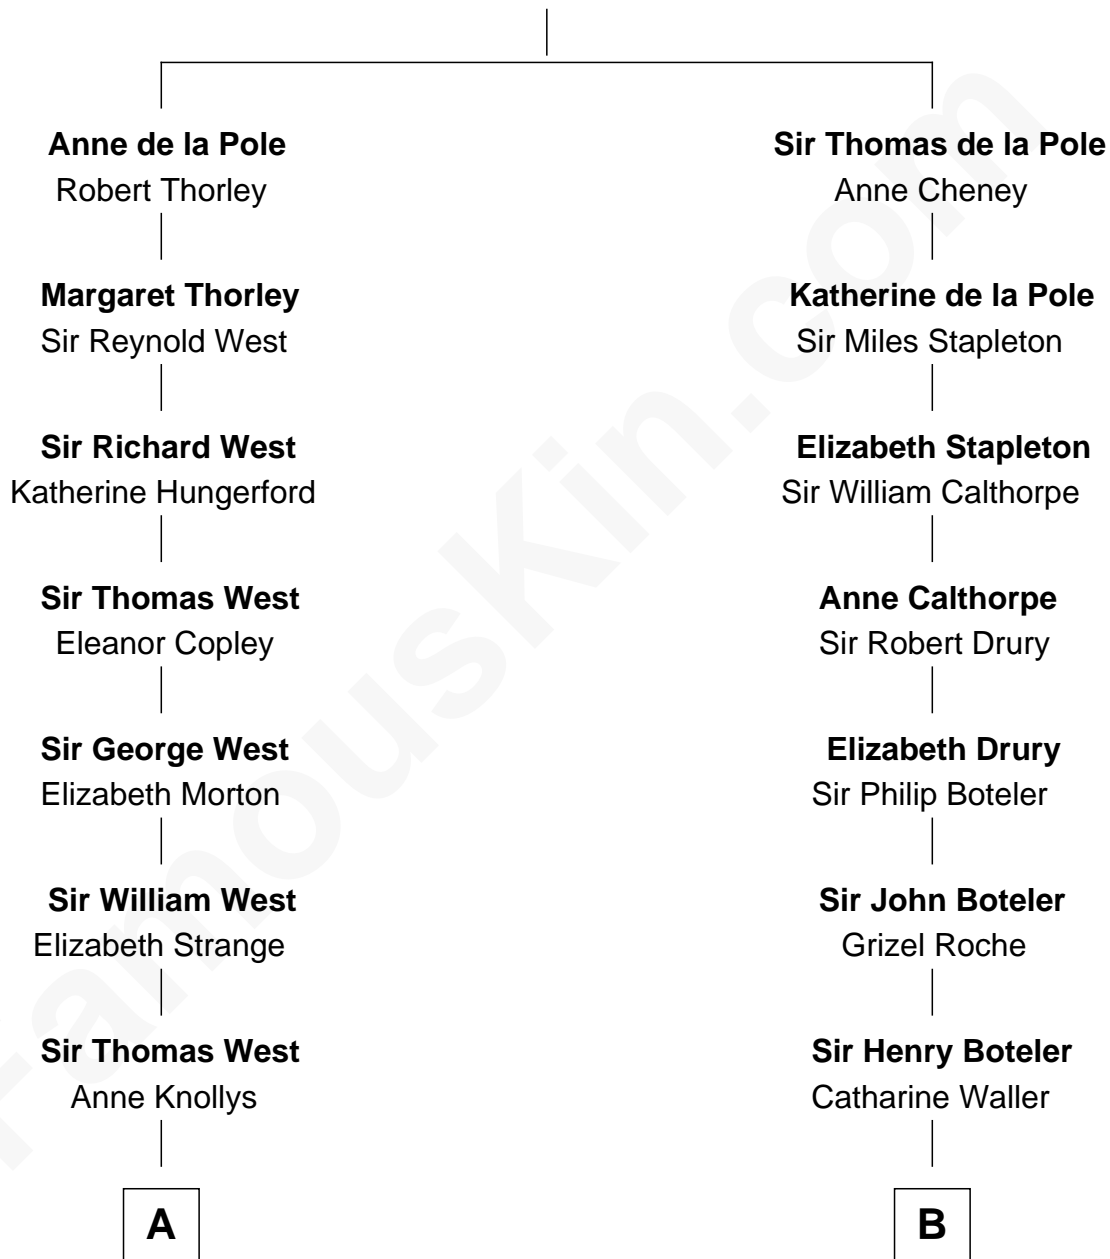 Anne de la Pole
Robert Thorley
Margaret Thorley
Sir Reynold West
Sir Richard West
Katherine Hungerford
Sir Thomas West
Eleanor Copley
Sir George West
Elizabeth Morton
Sir William West
Elizabeth Strange
Sir Thomas West
Anne Knollys
A
Sir Thomas de la Pole
Anne Cheney
Katherine de la Pole
Sir Miles Stapleton
Elizabeth Stapleton
Sir William Calthorpe
Anne Calthorpe
Sir Robert Drury
Elizabeth Drury
Sir Philip Boteler
Sir John Boteler
Grizel Roche
Sir Henry Boteler
Catharine Waller
B
FamousKin.com